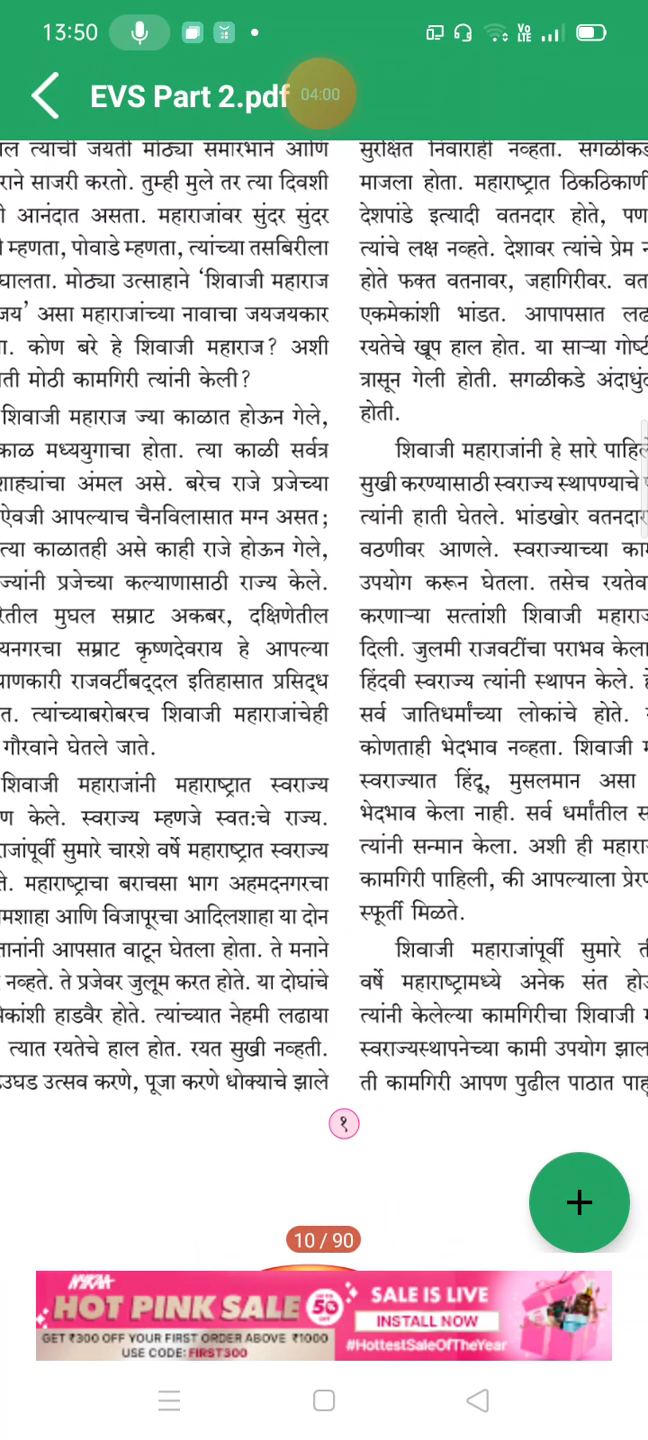 13:50
Vo LTE
EVS Part 2.pdf
04:00
त्यांची जयंती मोठ्या समारंभाने आणि
साजरी करतो. तुम्ही मुले तर त्या दिवशी
आनंदात असता. महाराजांवर सुंदर सुंदर
म्हणता, पोवाडे म्हणता, त्यांच्या तसबिरीला
घालता. मोठ्या उत्साहाने ‘शिवाजी महाराज
जय’ असा महाराजांच्या नावाचा जयजयकार
कोण बरे हे शिवाजी महाराज? अशी
मोठी कामगिरी त्यांनी केली?
शिवाजी महाराज ज्या काळात होऊन गेले,
काळ मध्ययुगाचा होता. त्या काळी सर्वत्र
अंमल असे. बरेच राजे प्रजेच्या
ऐवजी आपल्याच चैनविलासात मग्न असत;
त्या काळातही असे काही राजे होऊन गेले,
ज्यांनी प्रजेच्या कल्याणासाठी राज्य केले.
मुघल सम्राट अकबर, दक्षिणेतील
सम्राट कृष्णदेवराय हे आपल्या
राजवटींबद्दल इतिहासात प्रसिद्ध
त्यांच्याबरोबरच शिवाजी महाराजांचेही
गौरवाने घेतले जाते.
शिवाजी महाराजांनी महाराष्ट्रात स्वराज्य
केले. स्वराज्य म्हणजे स्वत:चे राज्य.
सुमारे चारशे वर्षे महाराष्ट्रात स्वराज्य
महाराष्ट्राचा बराचसा भाग अहमदनगरचा
आणि विजापूरचा आदिलशाहा या दोन
आपसात वाटून घेतला होता. ते मनाने
नव्हते. ते प्रजेवर जुलूम करत होते. या दोघांचे
हाडवैर होते. त्यांच्यात नेहमी लढाया
त्यात रयतेचे हाल होत. रयत सुखी नव्हती.
उघड उत्सव करणे, पूजा करणे धोक्याचे झाले
सुरक्षित निवाराही नव्हता.
माजला होता. महाराष्ट्रात
देशपांडे इत्यादी वतनदार होते, पण
त्यांचे लक्ष नव्हते. देशावर त्यांचे प्रेम
होते फक्त वतनावर, जहागिरीवर.
एकमेकांशी भांडत. आपापसात
रयतेचे खूप हाल होत. या साऱ्या
त्रासून गेली होती. सगळीकडे
होती.
शिवाजी महाराजांनी हे सारे
सुखी करण्यासाठी स्वराज्य स्थापण्याचे
त्यांनी हाती घेतले. भांडखोर
वठणीवर आणले. स्वराज्याच्या
उपयोग करून घेतला. तसेच
करणाऱ्या सत्तांशी शिवाजी
दिली. जुलमी राजवटींचा पराभव केला
हिंदवी स्वराज्य त्यांनी स्थापन केले.
सर्व जातिधर्मांच्या लोकांचे होते.
कोणताही भेदभाव नव्हता. शिवाजी
स्वराज्यात हिंदू, मुसलमान असा
भेदभाव केला नाही. सर्व धर्मांतील
त्यांनी सन्मान केला. अशी ही
कामगिरी पाहिली, की आपल्याला
स्फूर्ती मिळते.
शिवाजी महाराजांपूर्वी सुमारे
वर्षे महाराष्ट्रामध्ये अनेक संत
त्यांनी केलेल्या कामगिरीचा शिवाजी
स्वराज्यस्थापनेच्या कामी उपयोग
ती कामगिरी आपण पुढील पाठात
१
+
10 / 90
NYKAA
HOT PINK SALE
UP TO 50
SALE IS LIVE
INSTALL NOW
GET ₹300 OFF YOUR FIRST ORDER ABOVE ₹1000
USE CODE: FIRST300
#HottestSaleOfTheYear